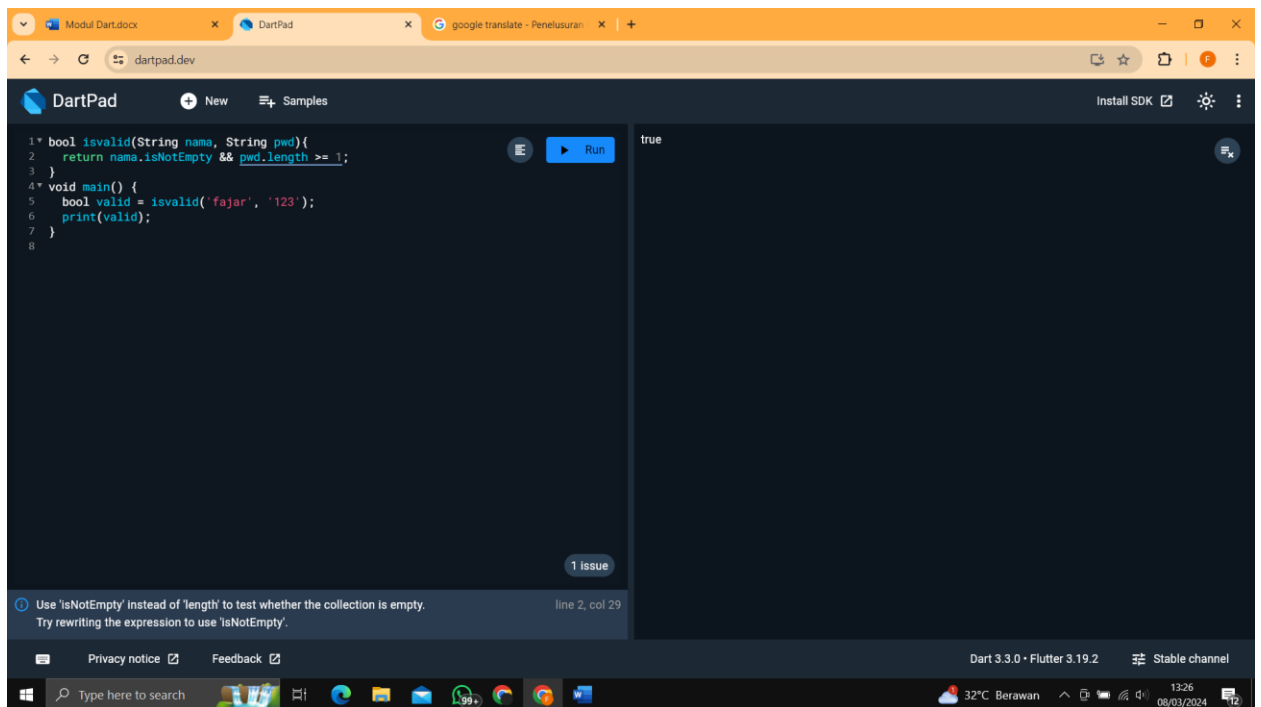 Modul Dart.docx
DartPad
google translate - Penelusuran
dartpad.dev
F
DartPad
New
Samples
Install SDK
1 bool isvalid(String nama, String pwd){
2 return nama.isNotEmpty && pwd.length >= 1;
3 }
4 void main() {
5 bool valid = isvalid('fajar', '123');
6 print(valid);
7 }
8
Run
true
1 issue
Use 'isNotEmpty' instead of 'length' to test whether the collection is empty.
line 2, col 29
Try rewriting the expression to use 'isNotEmpty'.
Privacy notice
Feedback
Dart 3.3.0 • Flutter 3.19.2
Stable channel
Type here to search
99+
32°C Berawan
13:26
08/03/2024
12